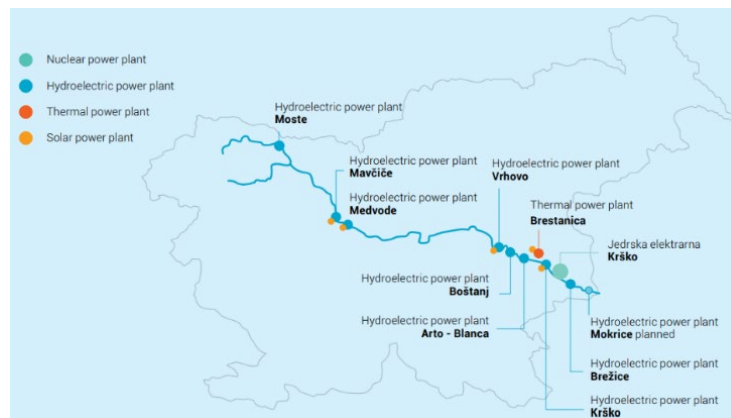 Nuclear power plant
Hydroelectric power plant
Thermal power plant
Solar power plant
Hydroelectric power plant
Moste
Hydroelectric power plant
Mavčiče
Hydroelectric power plant
Medvode
Hydroelectric power plant
Vrhovo
Thermal power plant
Brestanica
Jedrska elektrarna
Krško
Hydroelectric power plant
Boštanj
Hydroelectric power plant
Arto - Blanca
Hydroelectric power plant
Mokrice planned
Hydroelectric power plant
Brežice
Hydroelectric power plant
Krško